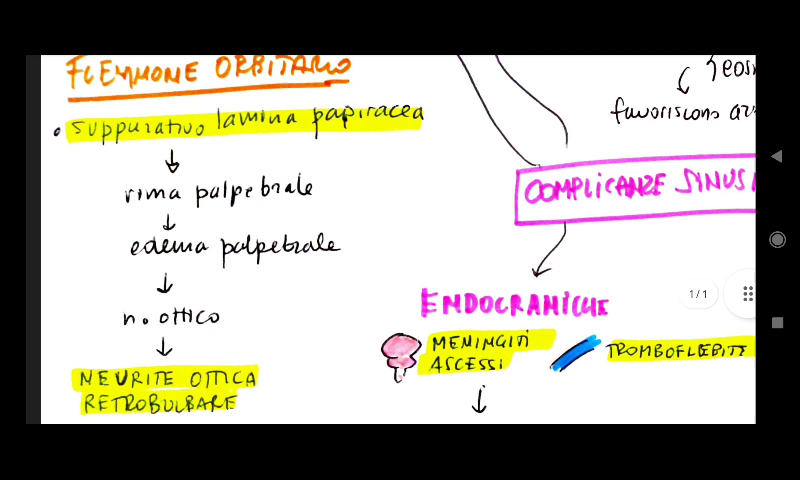 FLEMMONE ORBITARIO
• suppurativo lamina papiracea
rima palpebrale
edema palpebrale
n. ottico
NEURITE OTTICA
RETROBULBARE
favoriscono
COMPLICANZE SINUS
ENDOCRANICHE
MENINGITI
ASCESSI
TROMBOFLEBITE
1/1